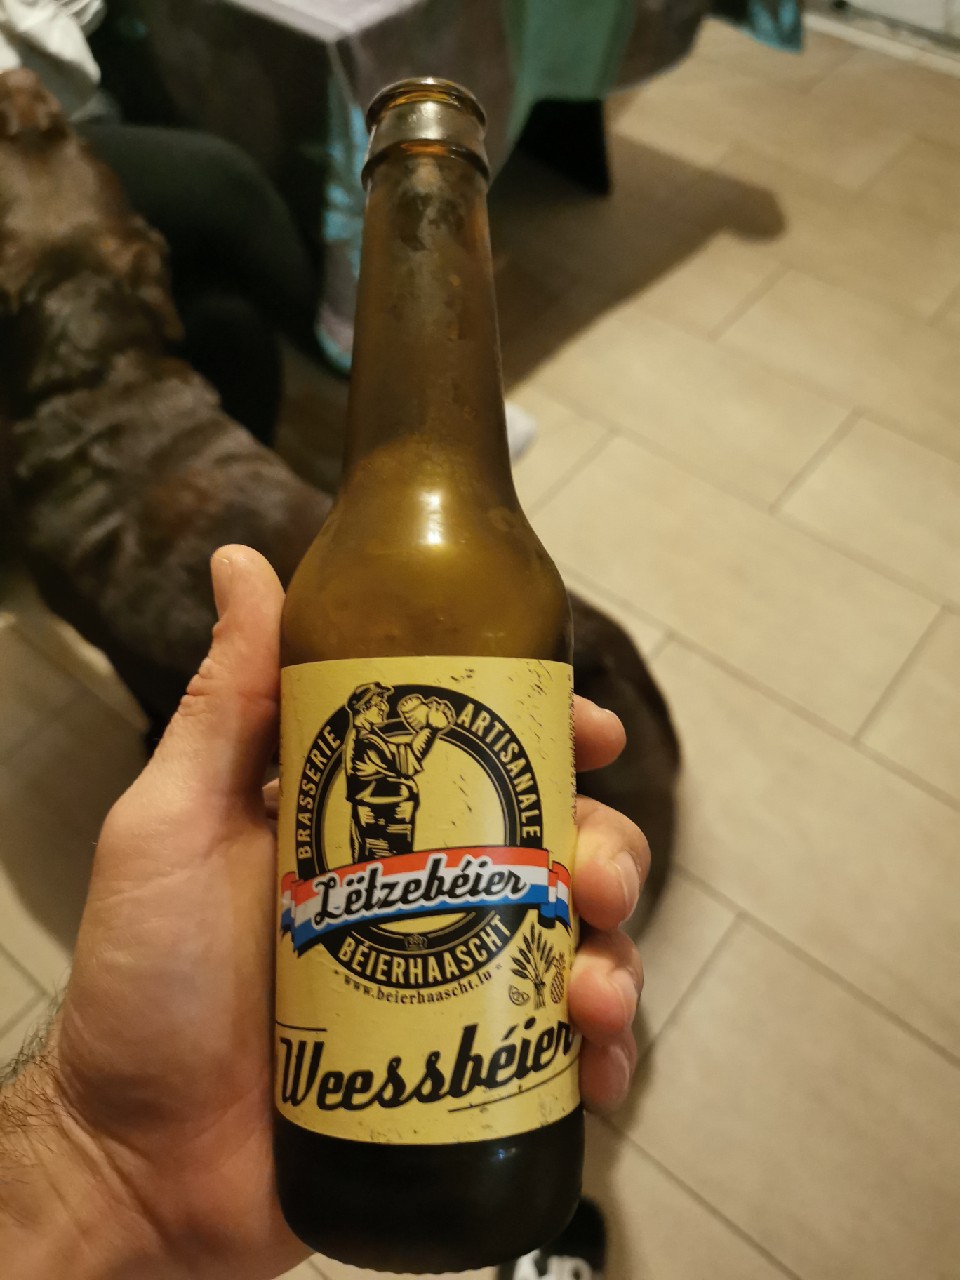 BRASSERIE ARTISANALE
Lëtzebéier
BÉIERHAASCHT
www.beierhaascht.lu
Weessbéier